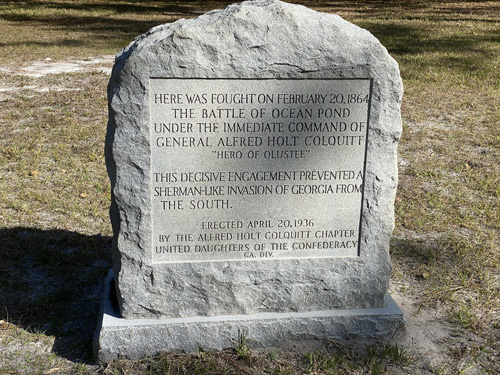 HERE WAS FOUGHT ON FEBRUARY 20, 1864
THE BATTLE OF OCEAN POND
UNDER THE IMMEDIATE COMMAND OF
GENERAL ALFRED HOLT COLQUITT
"HERO OF OLUSTEE"
THIS DECISIVE ENGAGEMENT PREVENTED A
SHERMAN-LIKE INVASION OF GEORGIA FROM
THE SOUTH.
ERECTED APRIL 20, 1936
BY THE ALFRED HOLT COLQUITT CHAPTER
UNITED DAUGHTERS OF THE CONFEDERACY
GA. DIV.